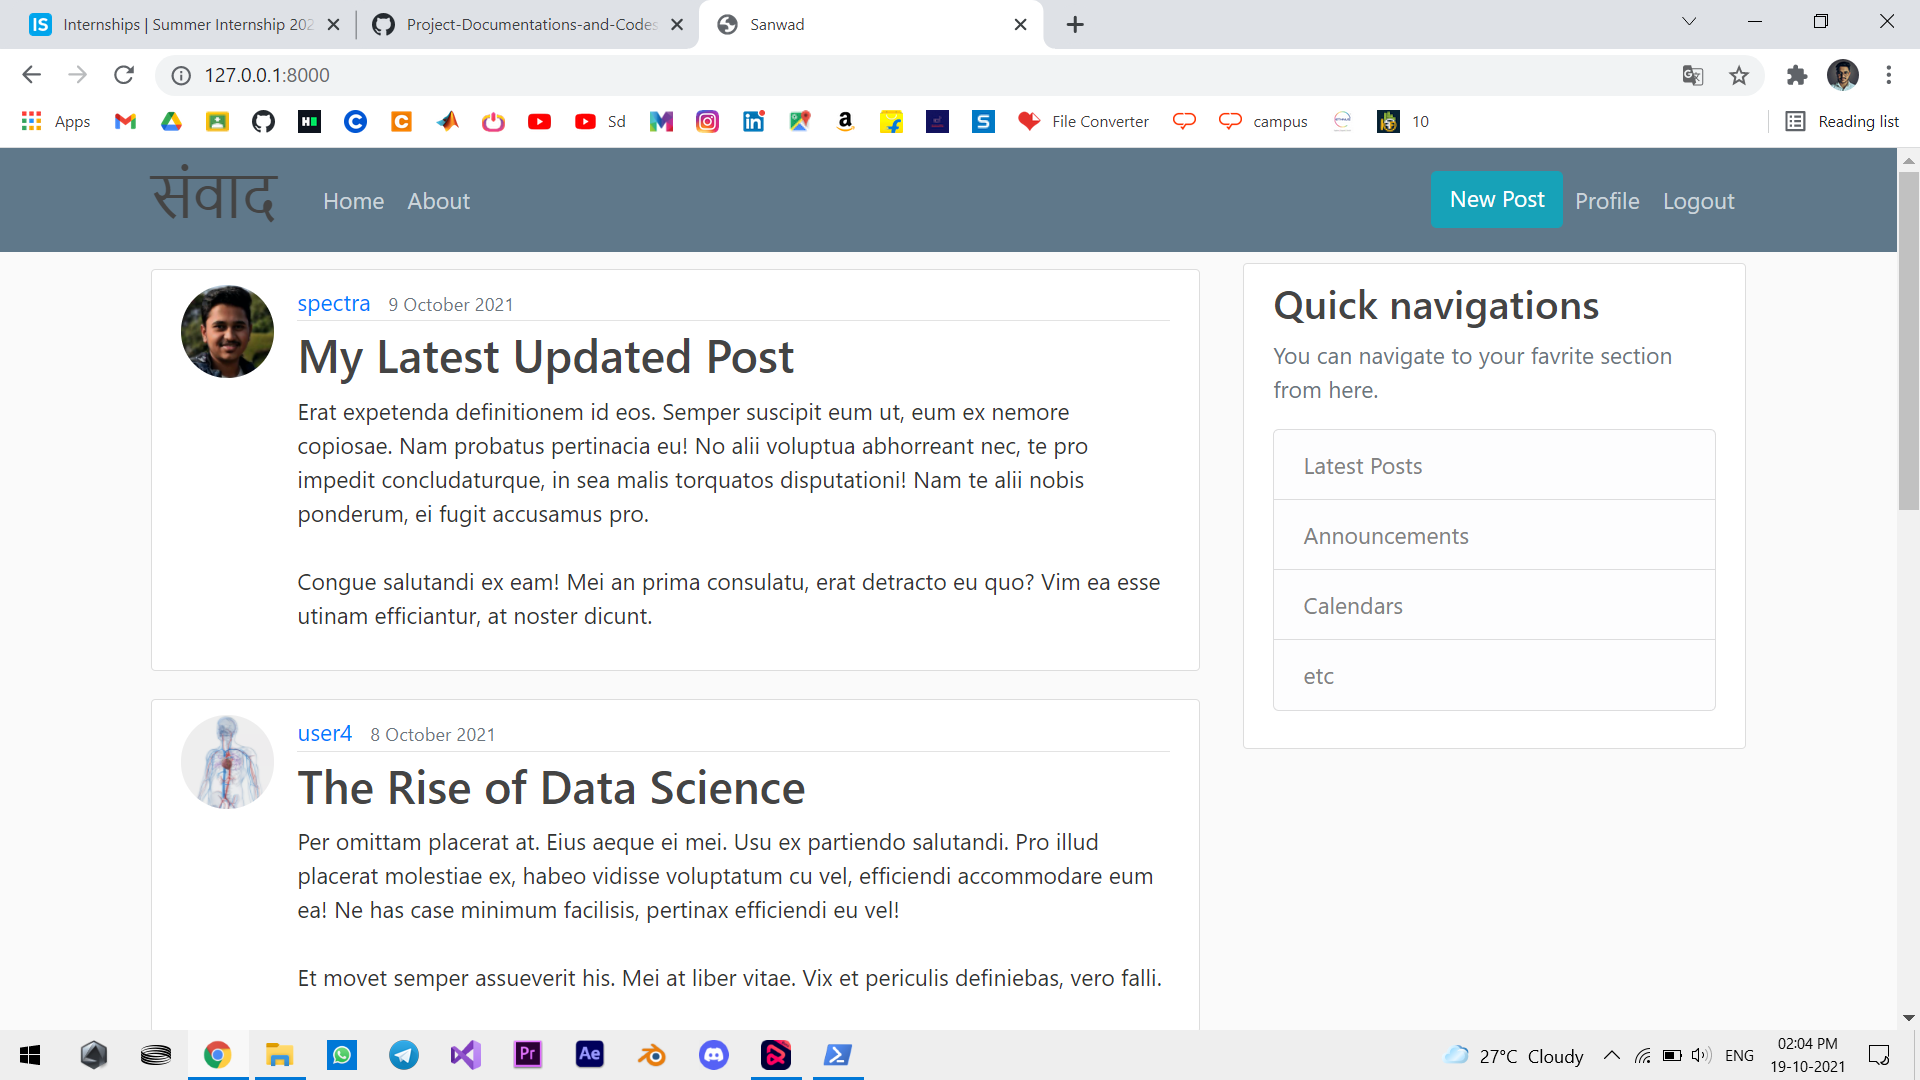 Internships | Summer Internship 202
Project-Documentations-and-Codes
Sanwad
127.0.0.1:8000
Apps
Sd
File Converter
campus
10
Reading list
संवाद
Home
About
New Post
Profile
Logout
spectra 9 October 2021
My Latest Updated Post
Erat expetenda definitionem id eos. Semper suscipit eum ut, eum ex nemore
copiosae. Nam probatus pertinacia eu! No alii voluptua abhorreant nec, te pro
impedit concludaturque, in sea malis torquatos disputationi! Nam te alii nobis
ponderum, ei fugit accusamus pro.
Congue salutandi ex eam! Mei an prima consulatu, erat detracto eu quo? Vim ea esse
utinam efficiantur, at noster dicunt.
user4 8 October 2021
The Rise of Data Science
Per omittam placerat at. Eius aeque ei mei. Usu ex partiendo salutandi. Pro illud
placerat molestiae ex, habeo vidisse voluptatum cu vel, efficiendi accommodare eum
ea! Ne has case minimum facilisis, pertinax efficiendi eu vel!
Et movet semper assueverit his. Mei at liber vitae. Vix et periculis definiebas, vero falli.
Quick navigations
You can navigate to your favrite section
from here.
Latest Posts
Announcements
Calendars
etc
27°C Cloudy
ENG
02:04 PM
19-10-2021